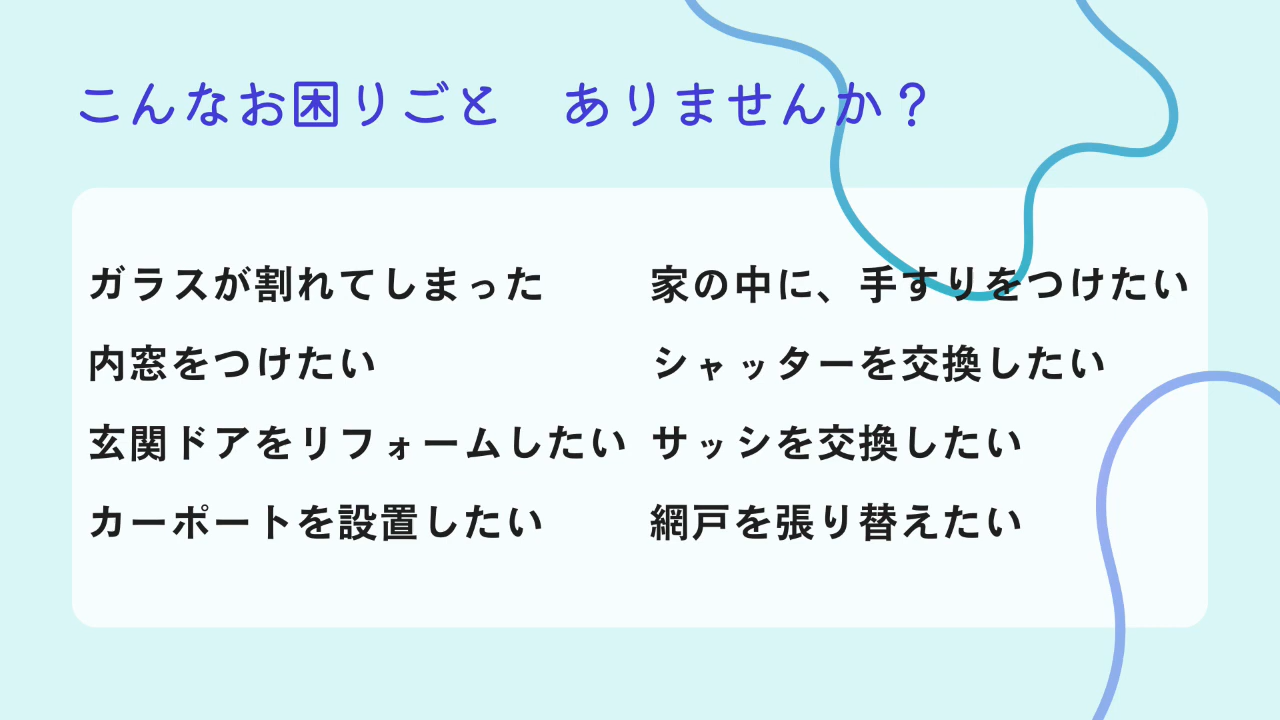 こんなお困りごと　ありませんか？
ガラスが割れてしまった
内窓をつけたい
玄関ドアをリフォームしたい
カーポートを設置したい
家の中に、手すりをつけたい
シャッターを交換したい
サッシを交換したい
網戸を張り替えたい